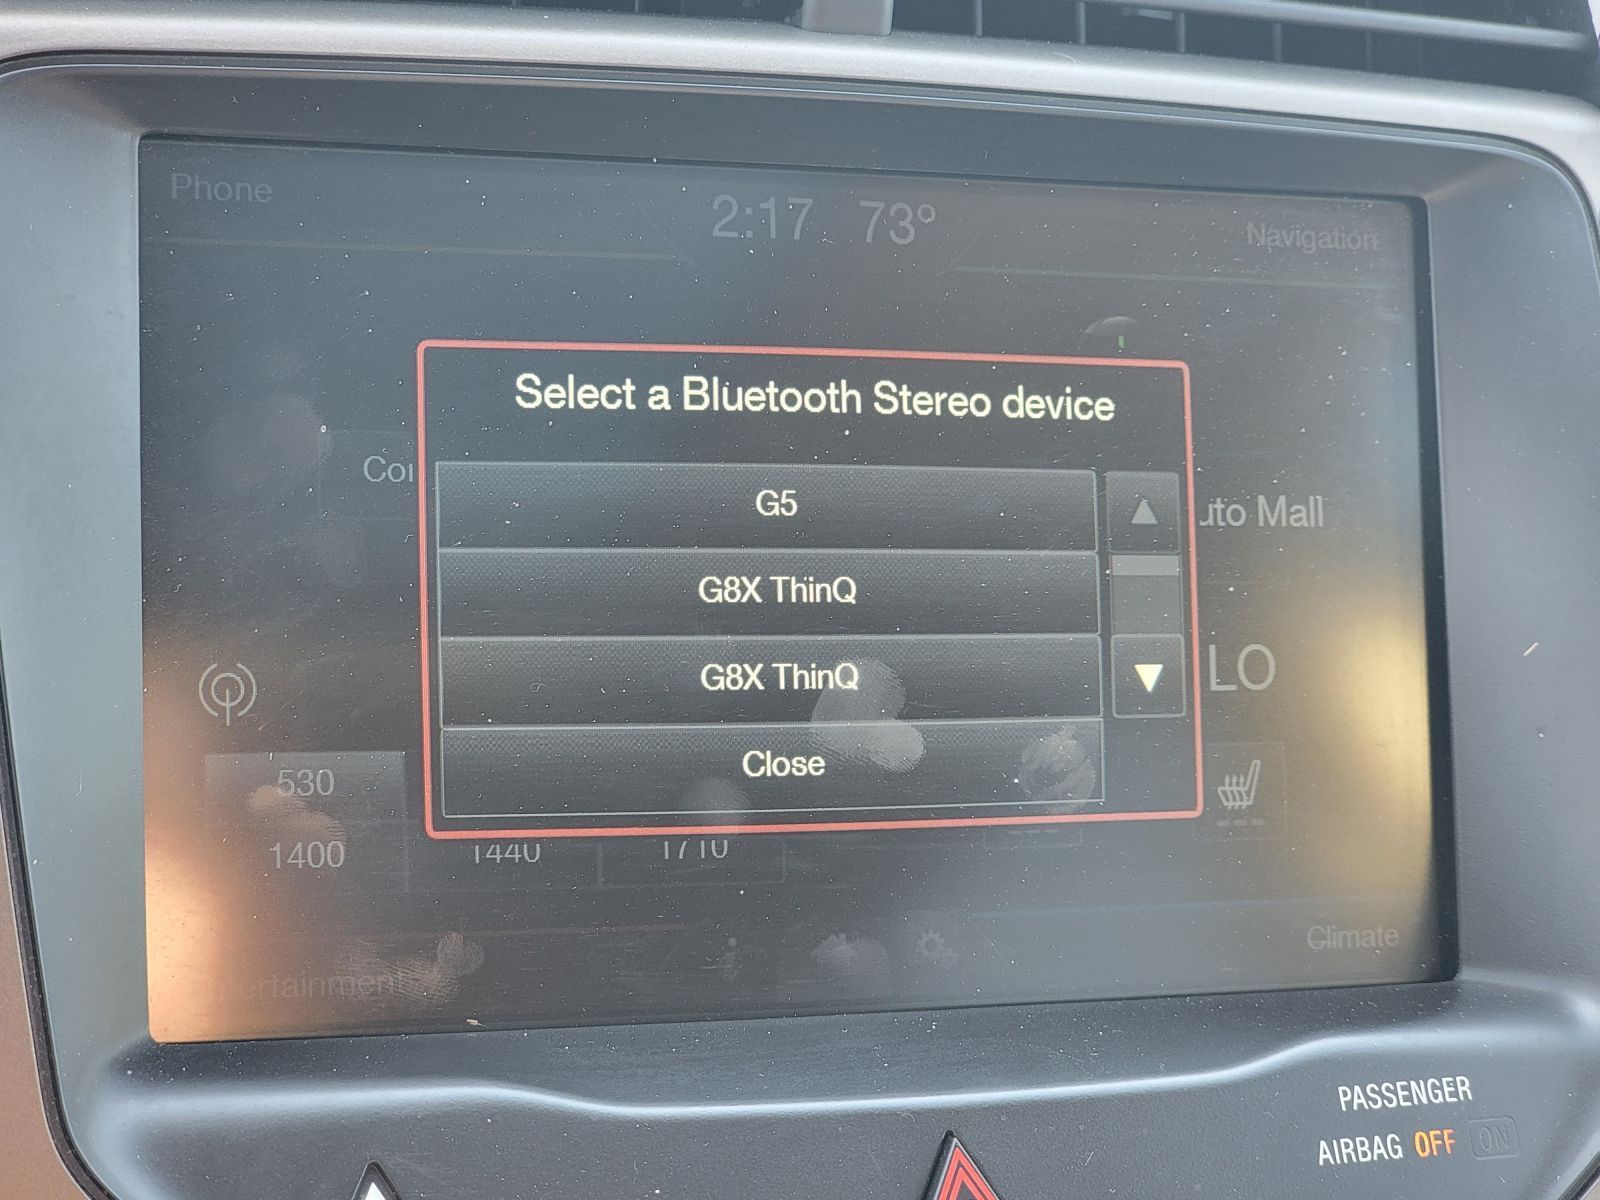 Phone
2:17 73°
Navigation
Select a Bluetooth Stereo device
G5
G8X ThinQ
G8X ThinQ
Close
uto Mall
LO
530
1400
1440
1710
Climate
PASSENGER
AIRBAG OFF ON